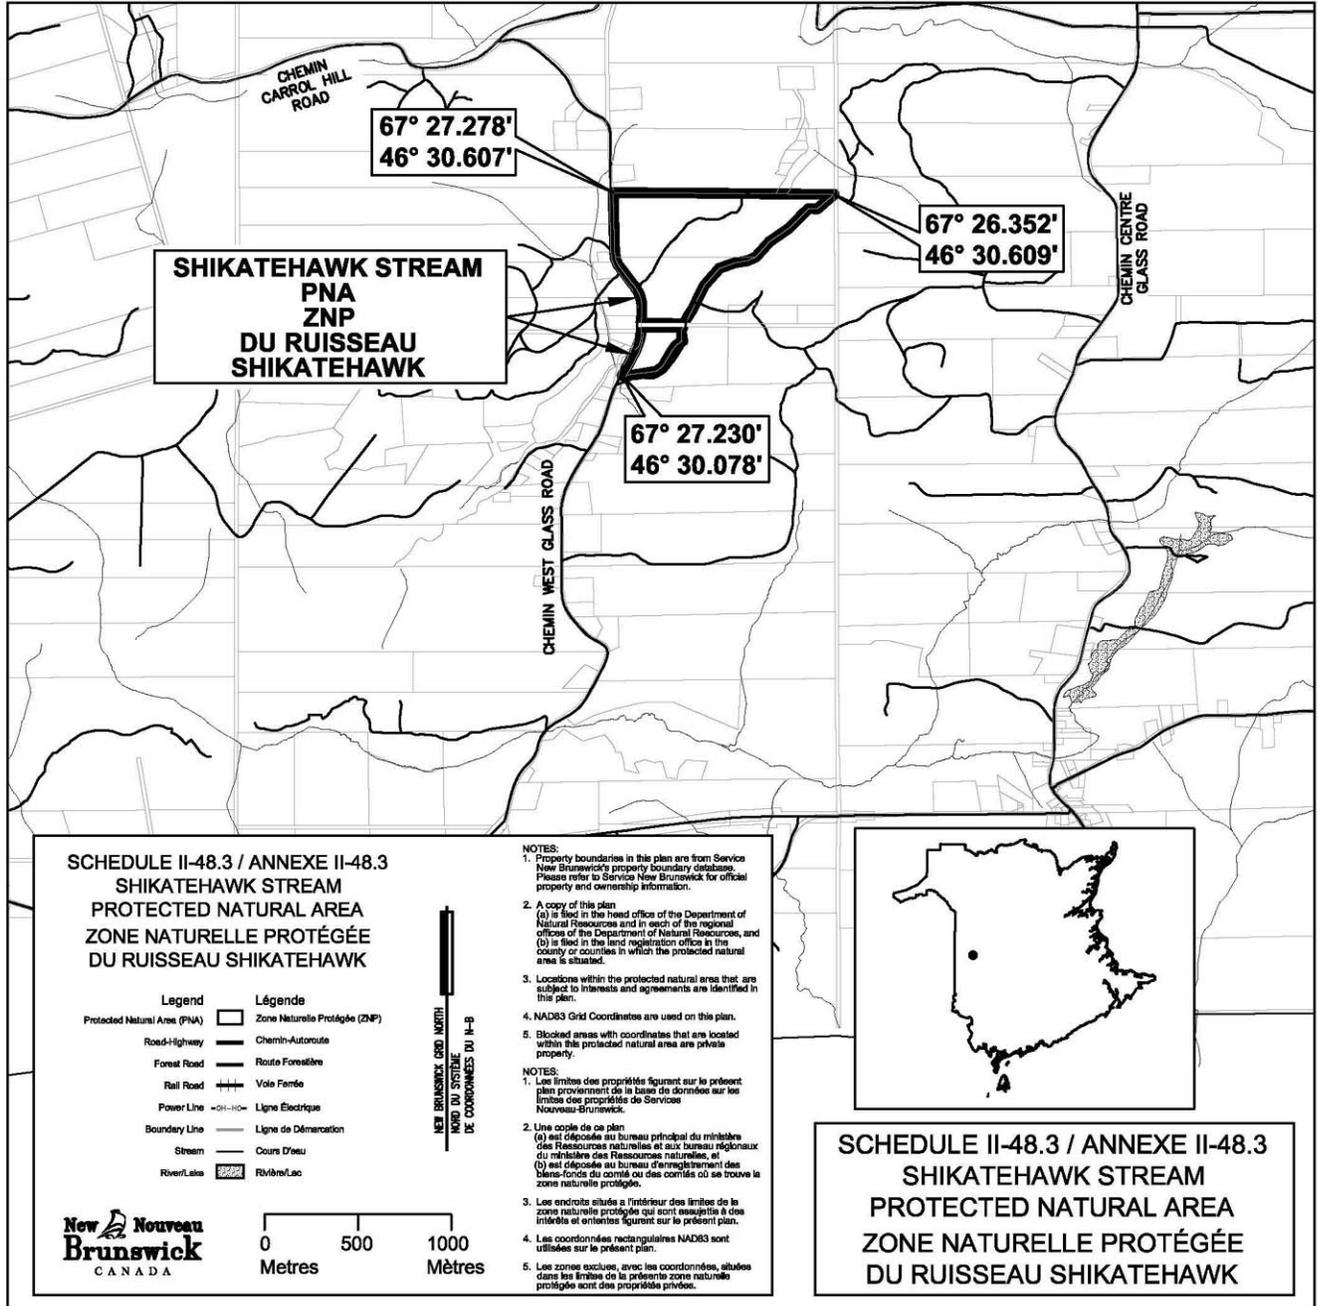 CHEMIN
CARROL HILL
ROAD
67° 27.278'
46° 30.607'
67° 26.352'
46° 30.609'
CHEMIN CENTRE
GLASS ROAD
SHIKATEHAWK STREAM
PNA
ZNP
DU RUISSEAU
SHIKATEHAWK
67° 27.230'
46° 30.078'
CHEMIN WEST GLASS ROAD
SCHEDULE II-48.3 / ANNEXE II-48.3
SHIKATEHAWK STREAM
PROTECTED NATURAL AREA
ZONE NATURELLE PROTÉGÉE
DU RUISSEAU SHIKATEHAWK
Legend Légende
Protected Natural Area (PNA) Zone Naturelle Protégée (ZNP)
Road-Highway Chemin-Autoroute
Forest Road Route Forestière
Rail Road Voie Ferrée
Power Line -OH-HO- Ligne Électrique
Boundary Line Ligne de Démarcation
Stream Cours D'eau
River/Lake Rivière/Lac
NEW BRUNSWICK GRID NORTH
NORD DU SYSTÈME
DE COORDONNÉES DU N-B
New Nouveau
Brunswick
CANADA
0 500 1000
Metres Mètres
NOTES:
1. Property boundaries in this plan are from Service
New Brunswick's property boundary database.
Please refer to Service New Brunswick for official
property and ownership information.
2. A copy of this plan
(a) is filed in the head office of the Department of
Natural Resources and in each of the regional
offices of the Department of Natural Resources, and
(b) is filed in the land registration office in the
county or counties in which the protected natural
area is situated.
3. Locations within the protected natural area that are
subject to interests and agreements are identified in
this plan.
4. NAD83 Grid Coordinates are used on this plan.
5. Blocked areas with coordinates that are located
within this protected natural area are private
property.
NOTES:
1. Les limites des propriétés figurant sur le présent
plan proviennent de la base de données sur les
limites des propriétés de Services
Nouveau-Brunswick.
2. Une copie de ce plan
(a) est déposée au bureau principal du ministère
des Ressources naturelles et aux bureau régionaux
du ministère des Ressources naturelles, et
(b) est déposée au bureau d'enregistrement des
biens-fonds du comté ou des comtés où se trouve la
zone naturelle protégée.
3. Les endroits situés a l'intérieur des limites de la
zone naturelle protégée qui sont assujettis à des
intérêts et ententes figurent sur le présent plan.
4. Les coordonnées rectangulaires NAD83 sont
utilisées sur le présent plan.
5. Les zones exclues, avec les coordonnées, situées
dans les limites de la présente zone naturelle
protégée sont des propriétés privées.
SCHEDULE II-48.3 / ANNEXE II-48.3
SHIKATEHAWK STREAM
PROTECTED NATURAL AREA
ZONE NATURELLE PROTÉGÉE
DU RUISSEAU SHIKATEHAWK